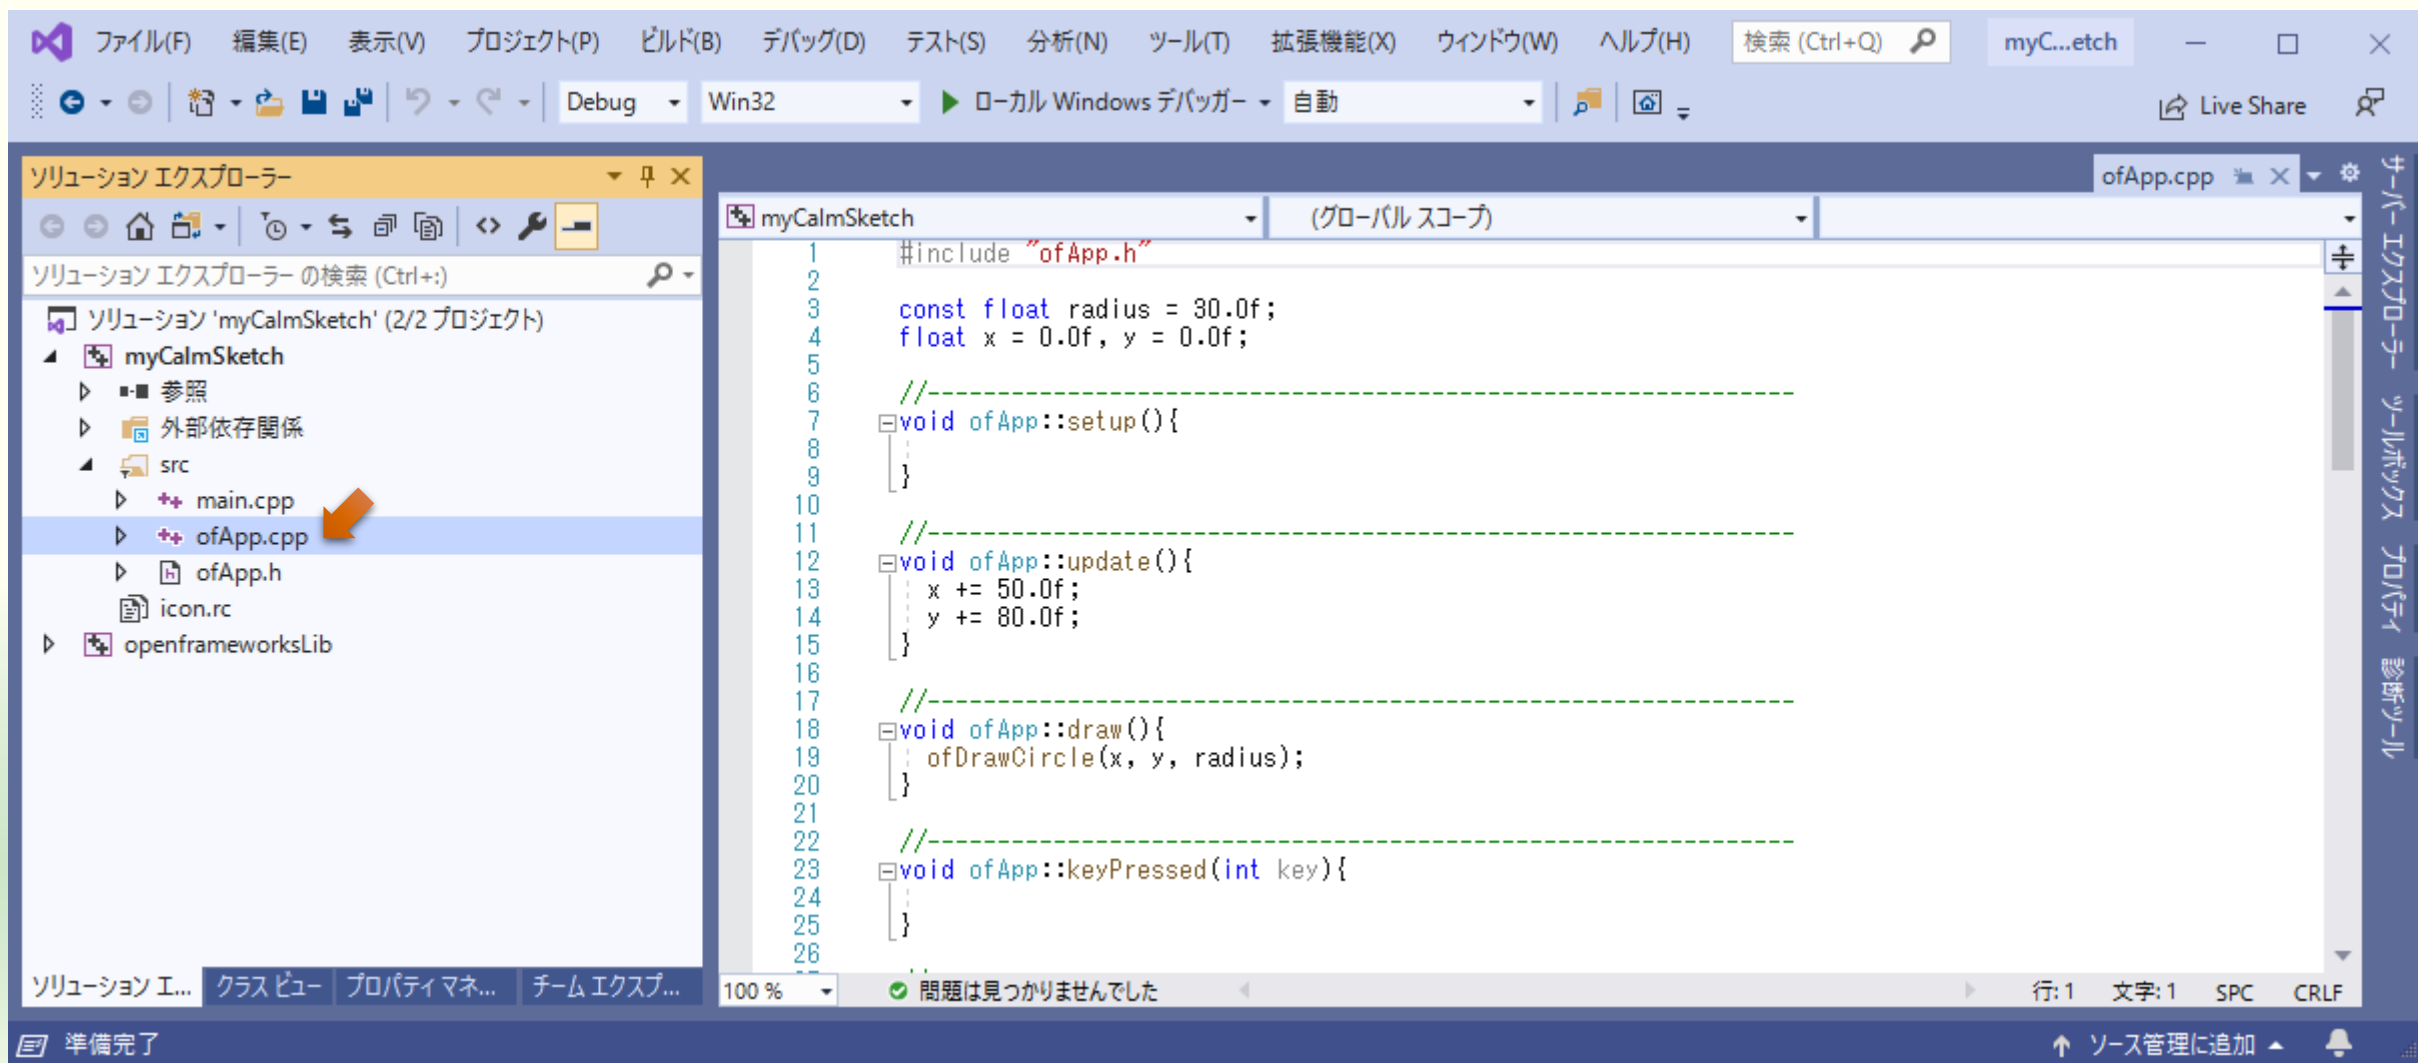 ファイル(F) 編集(E) 表示(V) プロジェクト(P) ビルド(B) デバッグ(D) テスト(S) 分析(N) ツール(T) 拡張機能(X) ウィンドウ(W) ヘルプ(H) 検索 (Ctrl+Q) myC...etch
Debug Win32 ローカル Windows デバッガー 自動 Live Share
ソリューション エクスプローラー
ソリューション エクスプローラー の検索 (Ctrl+:)
ソリューション 'myCalmSketch' (2/2 プロジェクト)
myCalmSketch
参照
外部依存関係
src
main.cpp
ofApp.cpp
ofApp.h
icon.rc
openframeworksLib
ソリューション エ... クラス ビュー プロパティ マネ... チーム エクスプ...
ofApp.cpp
myCalmSketch (グローバル スコープ)
1 #include "ofApp.h"
2
3 const float radius = 30.0f;
4 float x = 0.0f, y = 0.0f;
5
6 //--------------------------------------------------------------
7 void ofApp::setup(){
8
9 }
10
11 //--------------------------------------------------------------
12 void ofApp::update(){
13 x += 50.0f;
14 y += 80.0f;
15 }
16
17 //--------------------------------------------------------------
18 void ofApp::draw(){
19 ofDrawCircle(x, y, radius);
20 }
21
22 //--------------------------------------------------------------
23 void ofApp::keyPressed(int key){
24
25 }
26
100 % 問題は見つかりませんでした 行: 1 文字: 1 SPC CRLF
サーバー エクスプローラー
ツールボックス
プロパティ
診断ツール
準備完了 ソース管理に追加